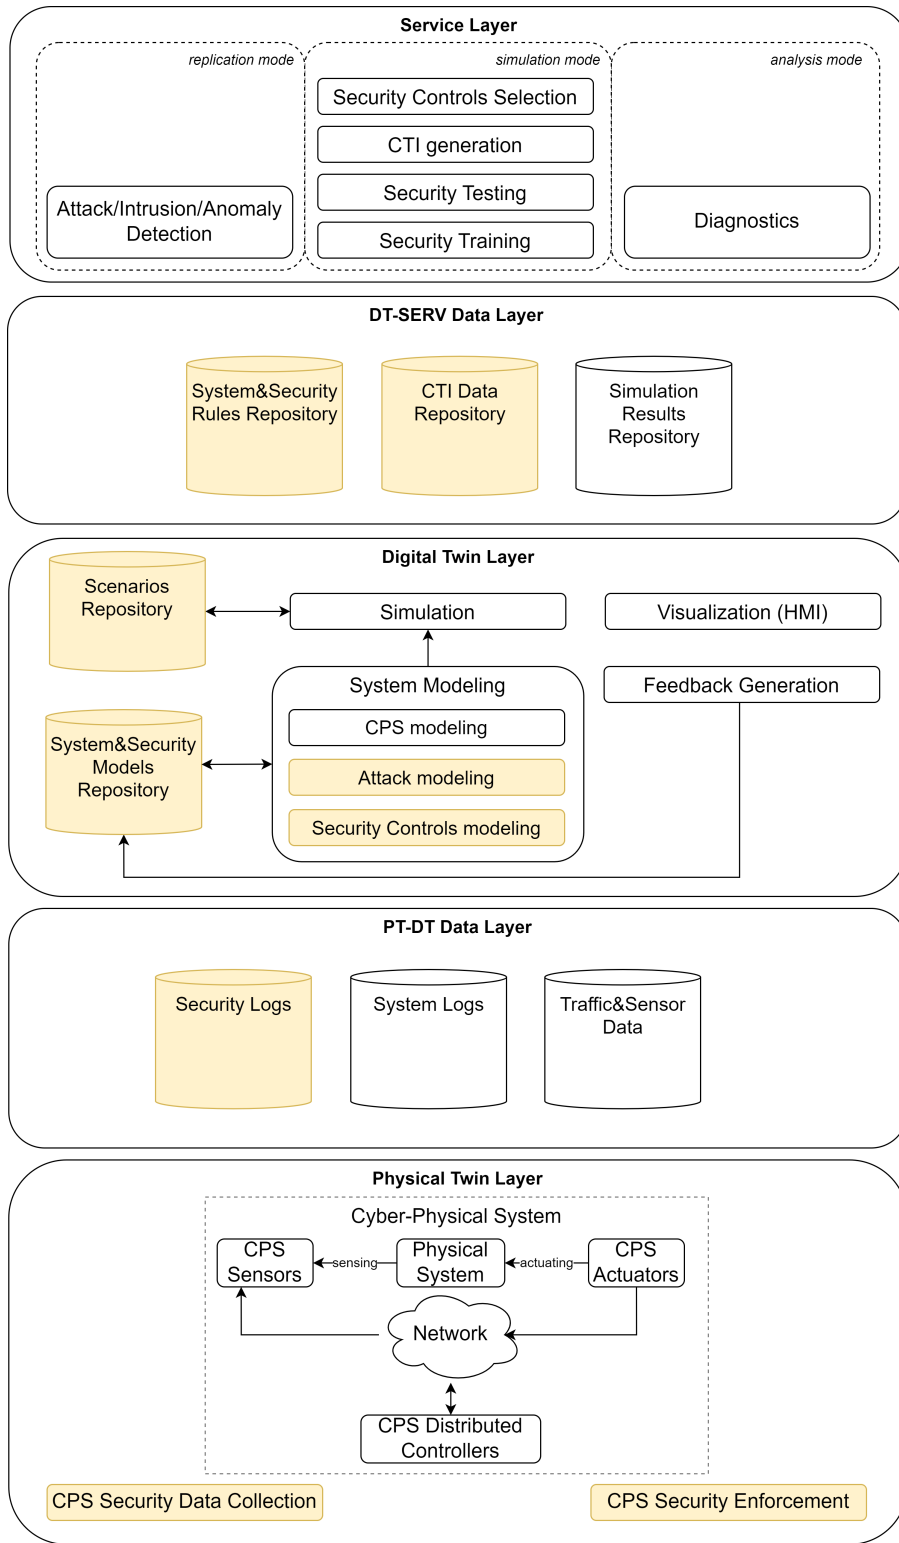 Service Layer
replication mode
simulation mode
analysis mode
Security Controls Selection
CTI generation
Security Testing
Security Training
Attack/Intrusion/Anomaly
Detection
Diagnostics
DT-SERV Data Layer
System&Security
Rules Repository
CTI Data
Repository
Simulation
Results
Repository
Digital Twin Layer
Scenarios
Repository
Simulation
Visualization (HMI)
System Modeling
Feedback Generation
CPS modeling
Attack modeling
Security Controls modeling
System&Security
Models
Repository
PT-DT Data Layer
Security Logs
System Logs
Traffic&Sensor
Data
Physical Twin Layer
Cyber-Physical System
CPS
Sensors
sensing
Physical
System
actuating
CPS
Actuators
Network
CPS Distributed
Controllers
CPS Security Data Collection
CPS Security Enforcement